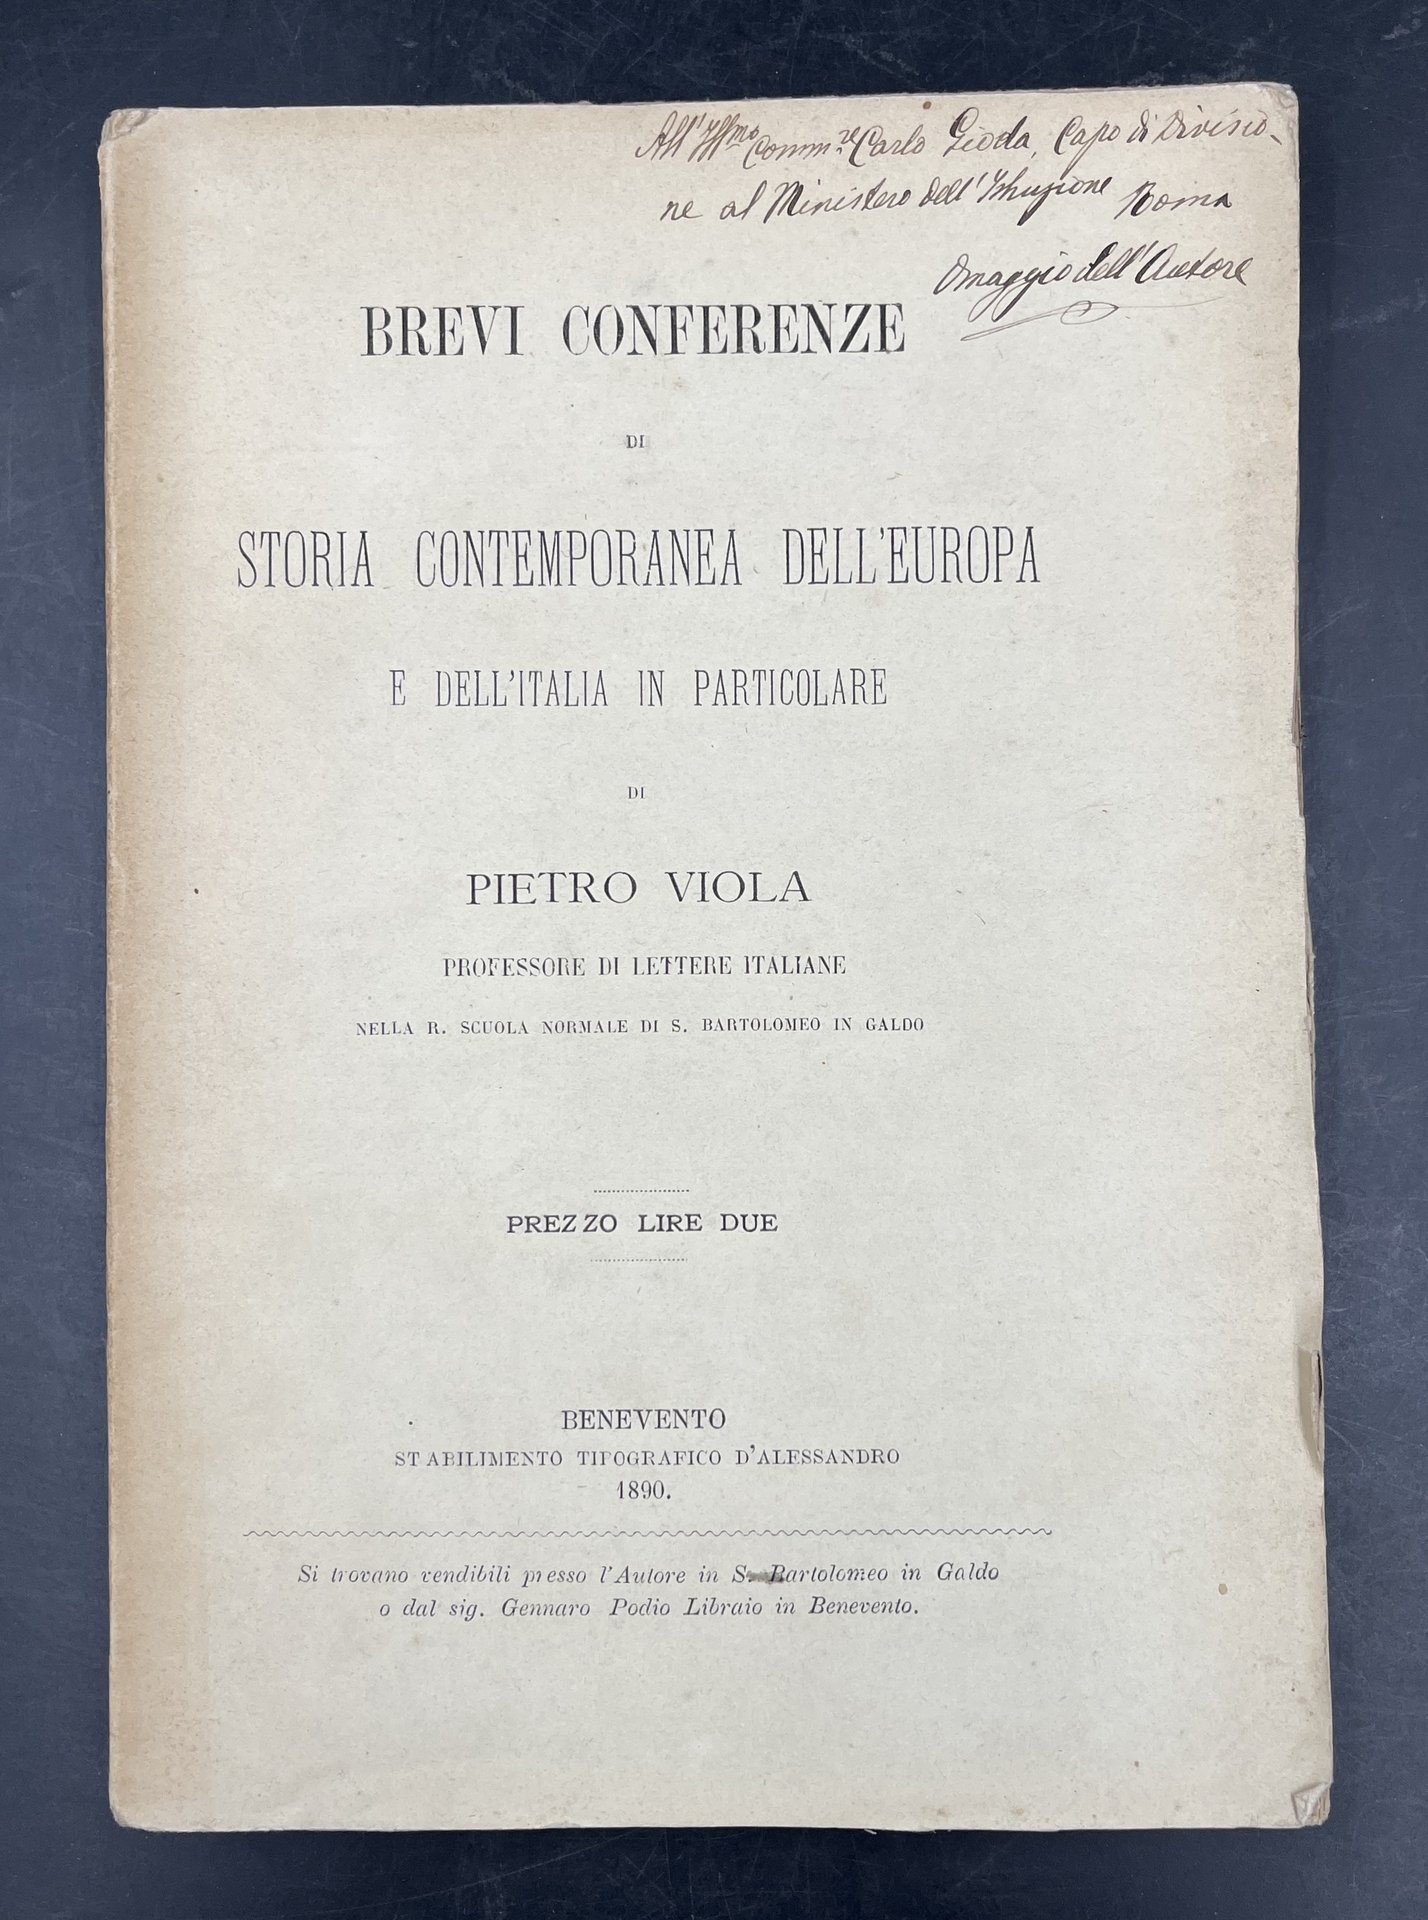 All'Ill.mo Comm.re Carlo Gioda, Capo di Divisio-
ne al Ministero dell'Istruzione Roma
Omaggio dell'Autore
BREVI CONFERENZE
DI
STORIA CONTEMPORANEA DELL'EUROPA
E DELL'ITALIA IN PARTICOLARE
DI
PIETRO VIOLA
PROFESSORE DI LETTERE ITALIANE
NELLA R. SCUOLA NORMALE DI S. BARTOLOMEO IN GALDO
PREZZO LIRE DUE
BENEVENTO
STABILIMENTO TIPOGRAFICO D'ALESSANDRO
1890.
Si trovano vendibili presso l'Autore in S. Bartolomeo in Galdo
o dal sig. Gennaro Podio Libraio in Benevento.